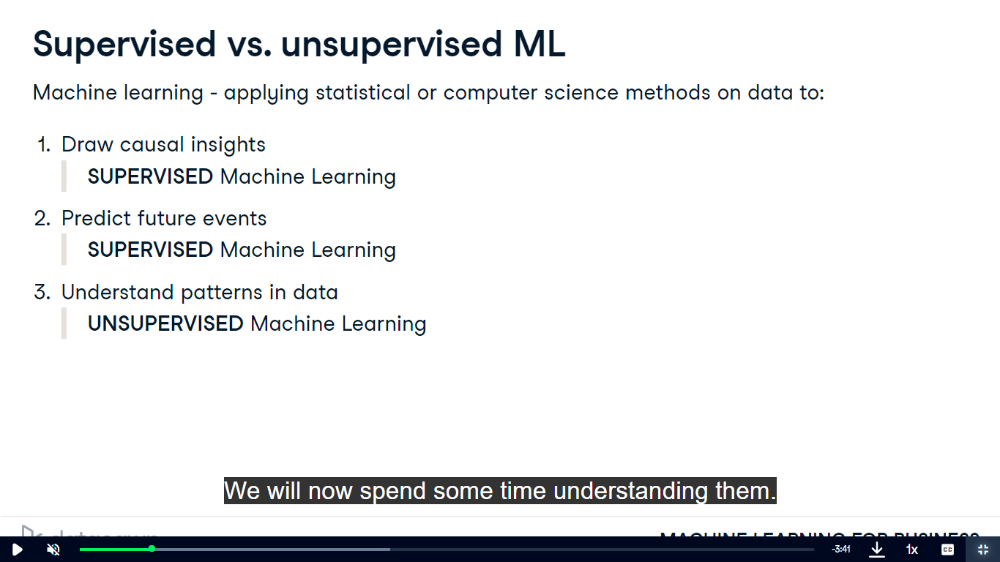 Supervised vs. unsupervised ML
Machine learning - applying statistical or computer science methods on data to:
1. Draw causal insights
SUPERVISED Machine Learning
2. Predict future events
SUPERVISED Machine Learning
3. Understand patterns in data
UNSUPERVISED Machine Learning
We will now spend some time understanding them.
datacamp
MACHINE LEARNING FOR BUSINESS
-3:41
1x
CC